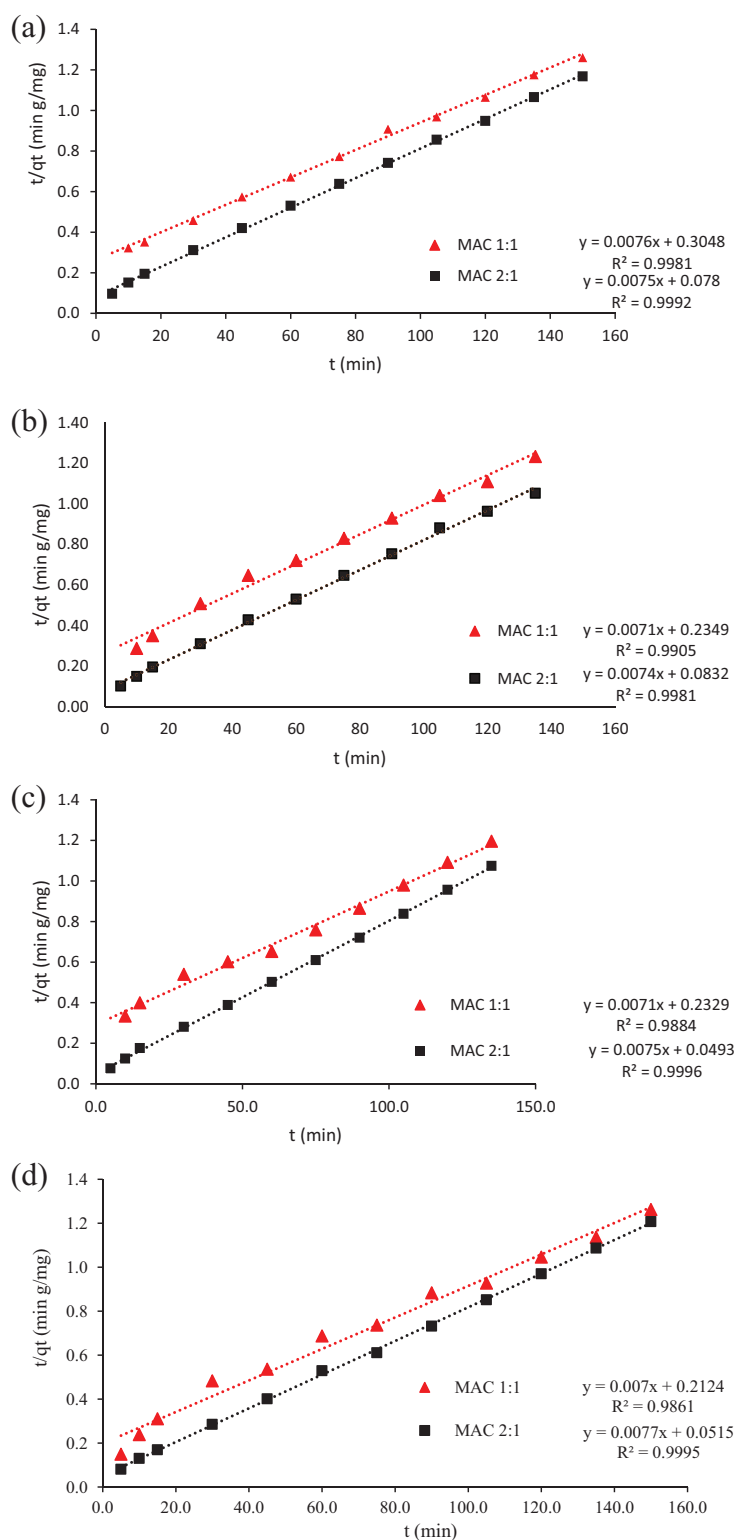 (a)
1.4
1.2
1.0
0.8
0.6
0.4
0.2
0.0
t/qt (min g/mg)
MAC 1:1
y = 0.0076x + 0.3048
R² = 0.9981
MAC 2:1
y = 0.0075x + 0.078
R² = 0.9992
0 20 40 60 80 100 120 140 160
t (min)
(b)
1.40
1.20
1.00
0.80
0.60
0.40
0.20
0.00
t/qt (min g/mg)
MAC 1:1
y = 0.0071x + 0.2349
R² = 0.9905
MAC 2:1
y = 0.0074x + 0.0832
R² = 0.9981
0 20 40 60 80 100 120 140 160
t (min)
(c)
1.4
1.2
1.0
0.8
0.6
0.4
0.2
0.0
t/qt (min g/mg)
MAC 1:1
y = 0.0071x + 0.2329
R² = 0.9884
MAC 2:1
y = 0.0075x + 0.0493
R² = 0.9996
0.0 50.0 100.0 150.0
t (min)
(d)
1.4
1.2
1.0
0.8
0.6
0.4
0.2
0.0
t/qt (min g/mg)
MAC 1:1
y = 0.007x + 0.2124
R² = 0.9861
MAC 2:1
y = 0.0077x + 0.0515
R² = 0.9995
0.0 20.0 40.0 60.0 80.0 100.0 120.0 140.0 160.0
t (min)